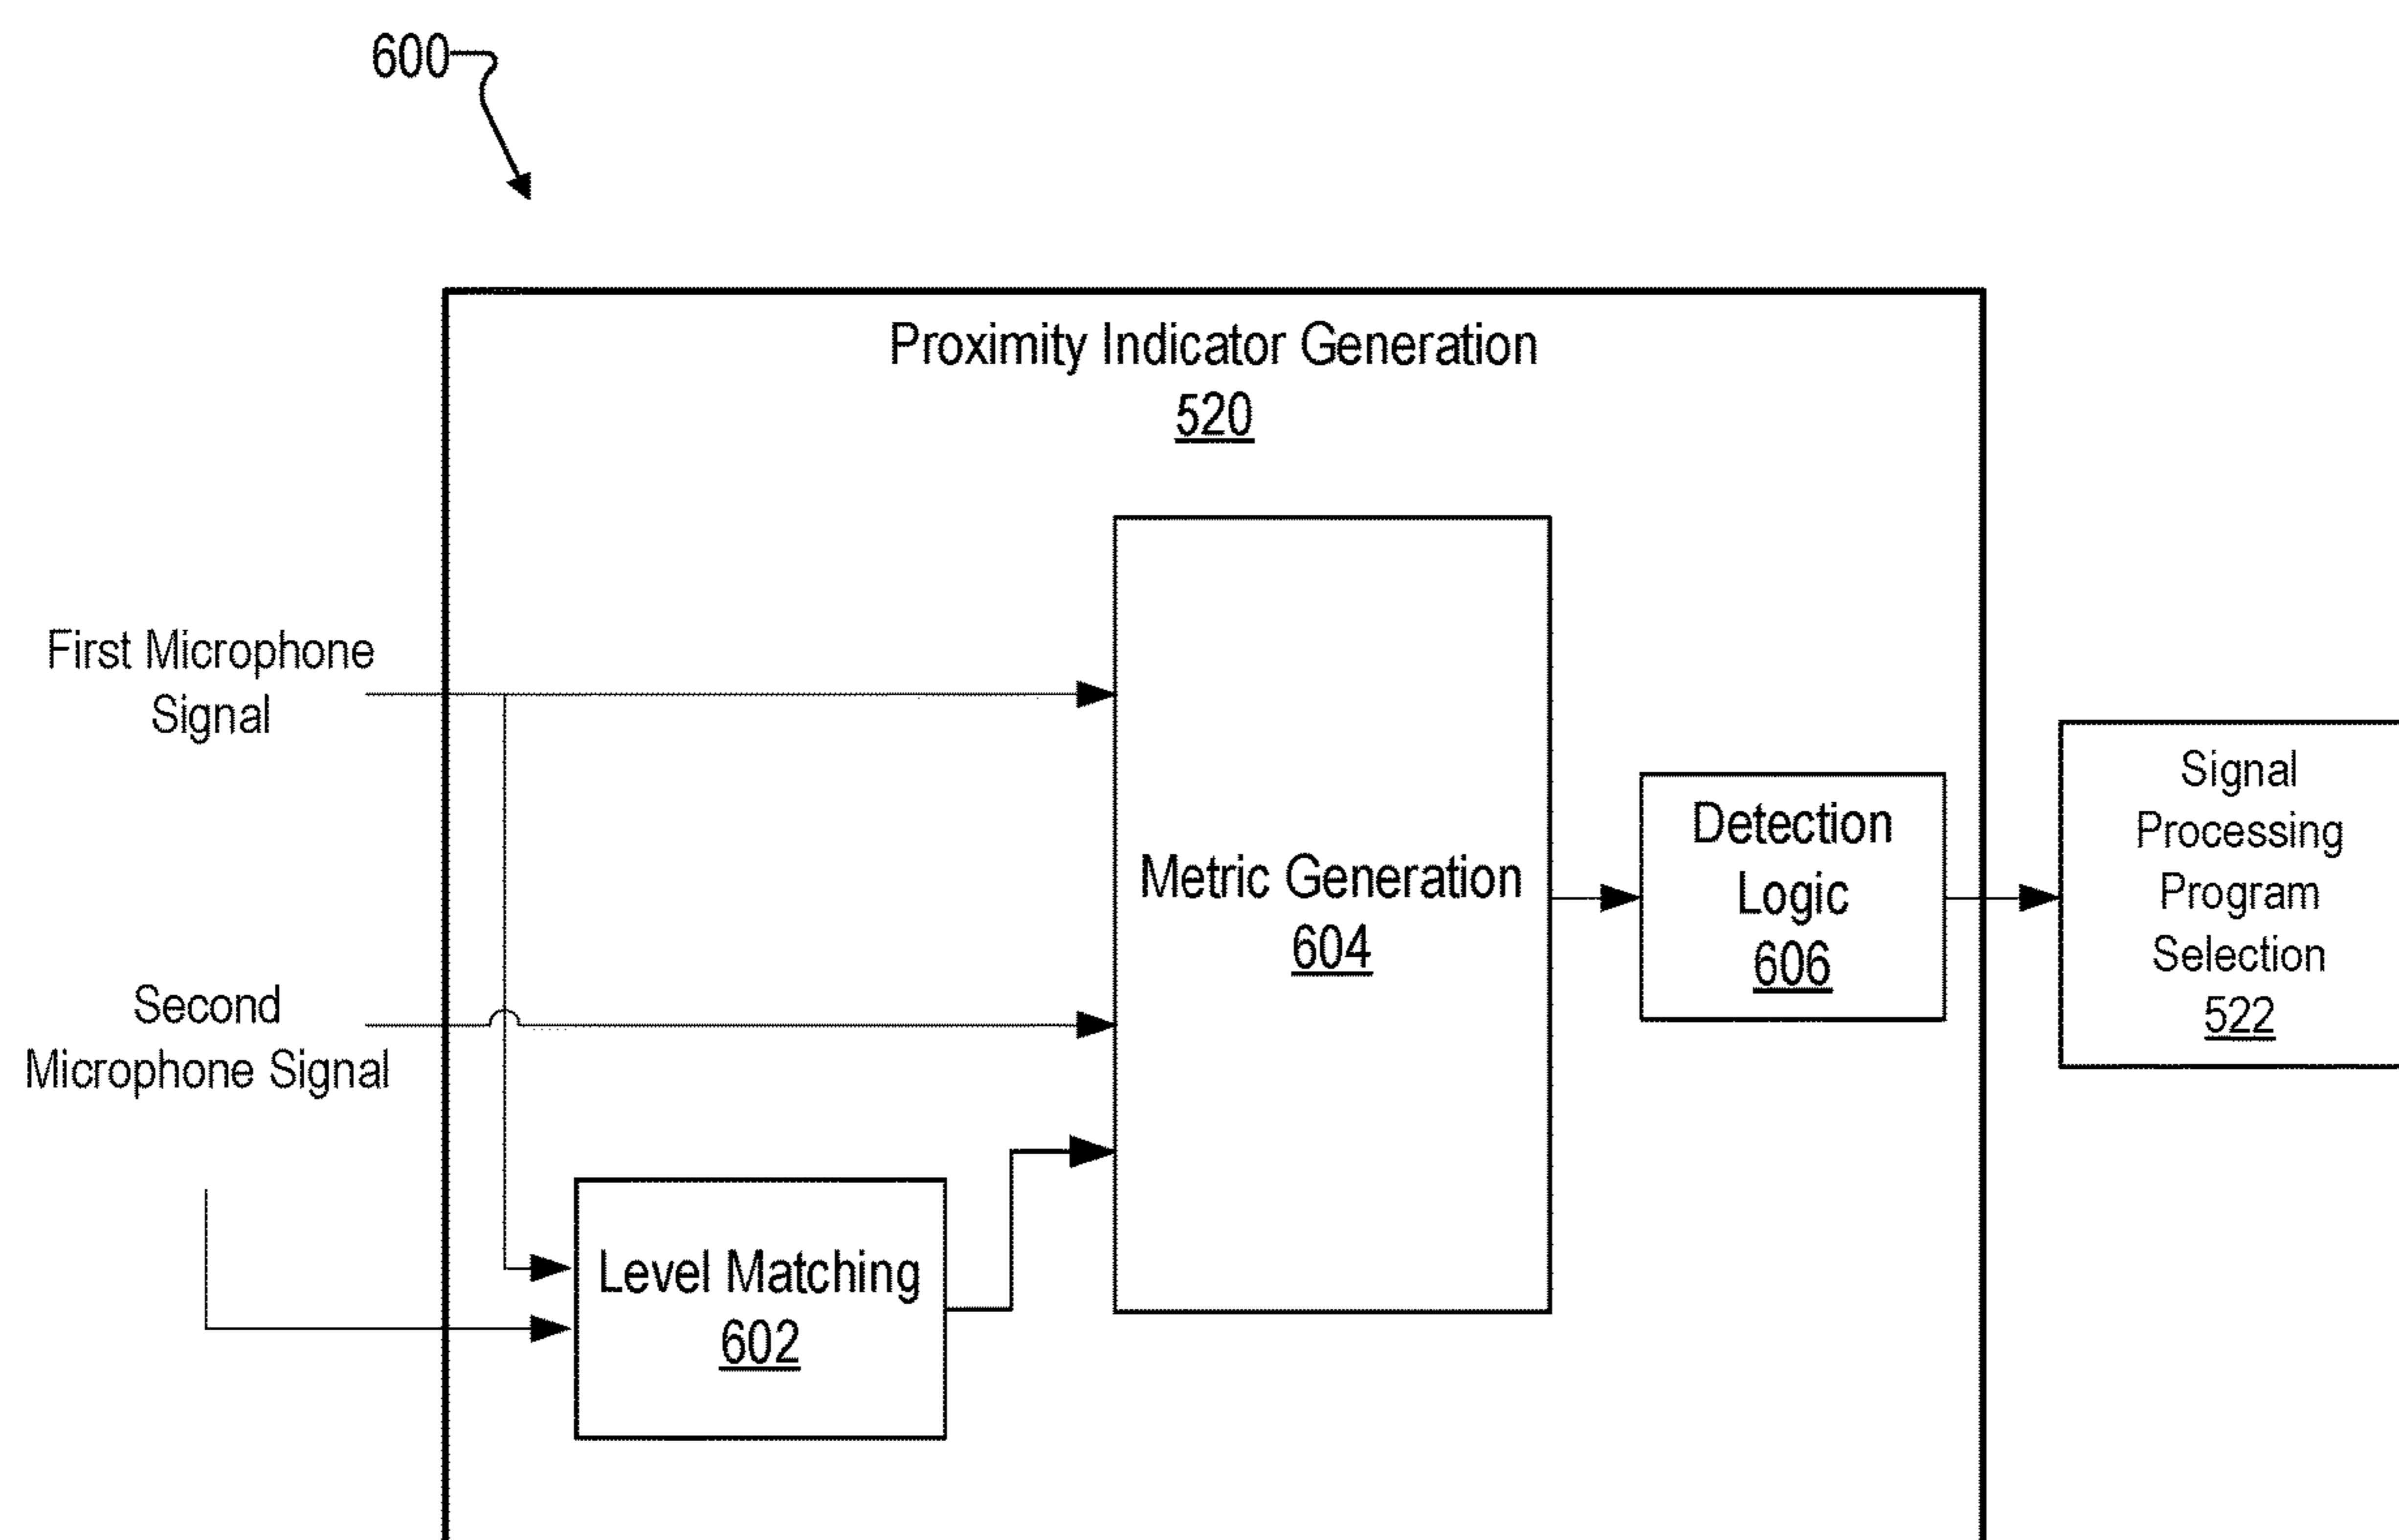 600
Proximity Indicator Generation
520
First Microphone
Signal
Second
Microphone Signal
Level Matching
602
Metric Generation
604
Detection
Logic
606
Signal
Processing
Program
Selection
522